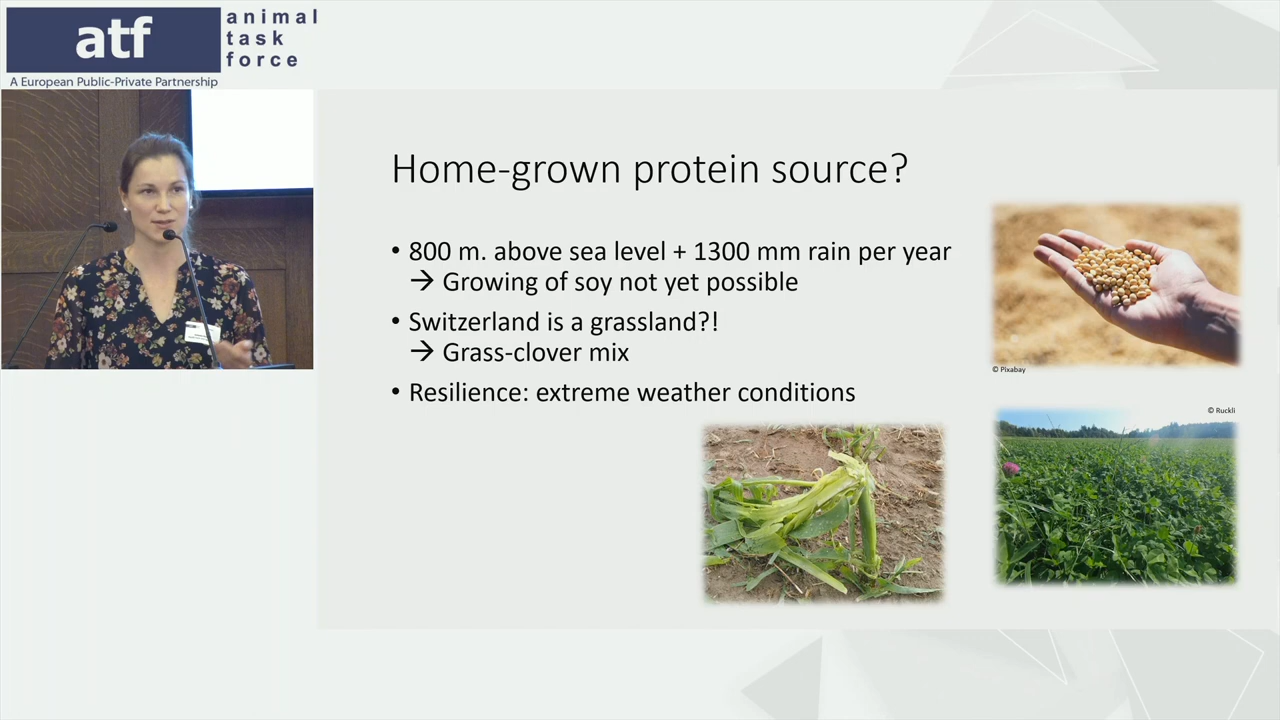 atf
animal
task
force
A European Public-Private Partnership
Home-grown protein source?
• 800 m. above sea level + 1300 mm rain per year
→ Growing of soy not yet possible
• Switzerland is a grassland?!
→ Grass-clover mix
• Resilience: extreme weather conditions
© Pixabay
© Ruckli